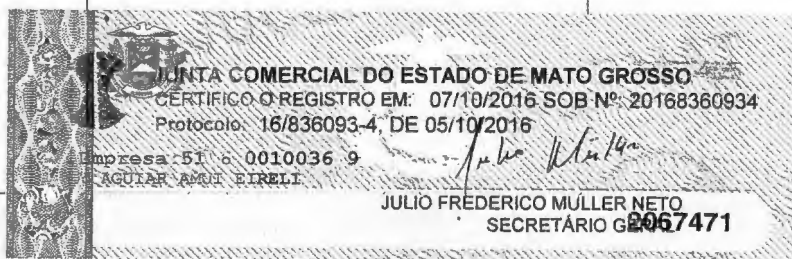 JUNTA COMERCIAL DO ESTADO DE MATO GROSSO
CERTIFICO O REGISTRO EM: 07/10/2016 SOB Nº: 20168360934
Protocolo: 16/836093-4, DE 05/10/2016
Empresa:51 6 0010036 9
AGUIAR AMUI EIRELI
JULIO FREDERICO MULLER NETO
SECRETÁRIO 2067471